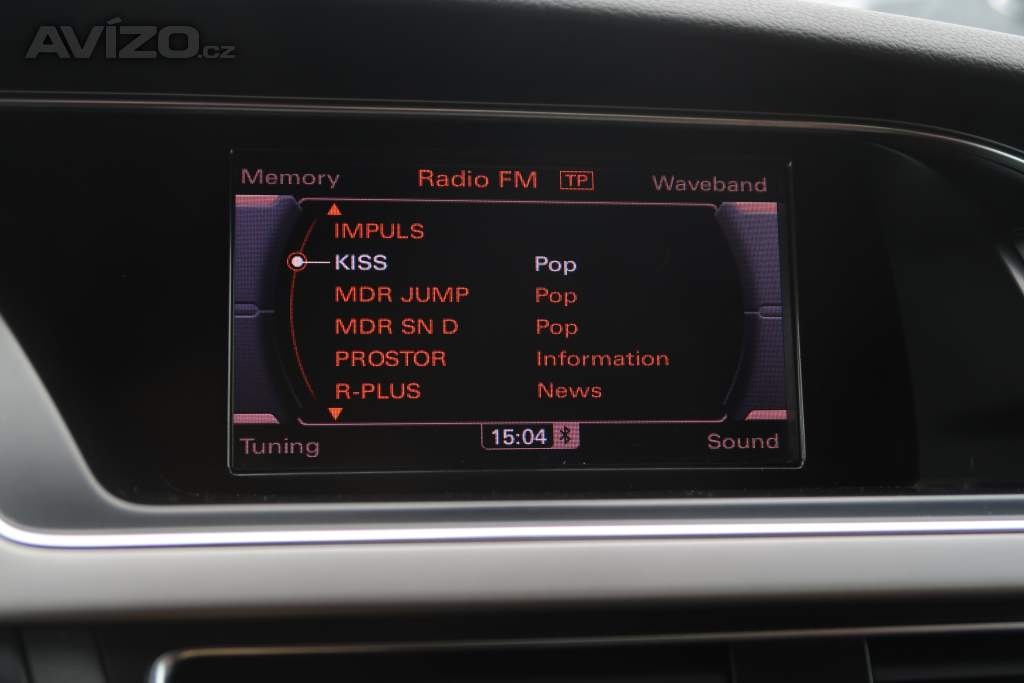 AVÍZO.cz
Memory Radio FM TP Waveband
IMPULS
KISS Pop
MDR JUMP Pop
MDR SN D Pop
PROSTOR Information
R-PLUS News
Tuning 15:04 Sound